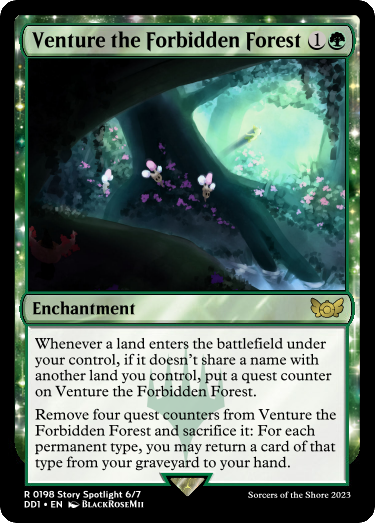 Venture the Forbidden Forest 1
Enchantment
Whenever a land enters the battlefield under
your control, if it doesn't share a name with
another land you control, put a quest counter
on Venture the Forbidden Forest.
Remove four quest counters from Venture the
Forbidden Forest and sacrifice it: For each
permanent type, you may return a card of that
type from your graveyard to your hand.
R 0198 Story Spotlight 6/7
DD1 • EN BlackRoseMii
Sorcers of the Shore 2023